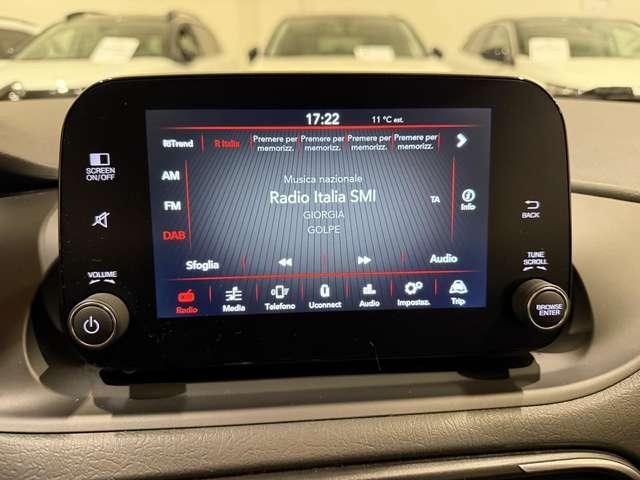 17:22 11°C est.
RITrend R Italia Premere per memorizz. Premere per memorizz. Premere per memorizz. Premere per memorizz.
AM
FM
DAB
Musica nazionale
Radio Italia SMI
GIORGIA
GOLPE
TA
Info
Sfoglia Audio
Radio Media Telefono Uconnect Audio Impostaz. Trip
SCREEN
ON/OFF
VOLUME
BACK
TUNE
SCROLL
BROWSE
ENTER